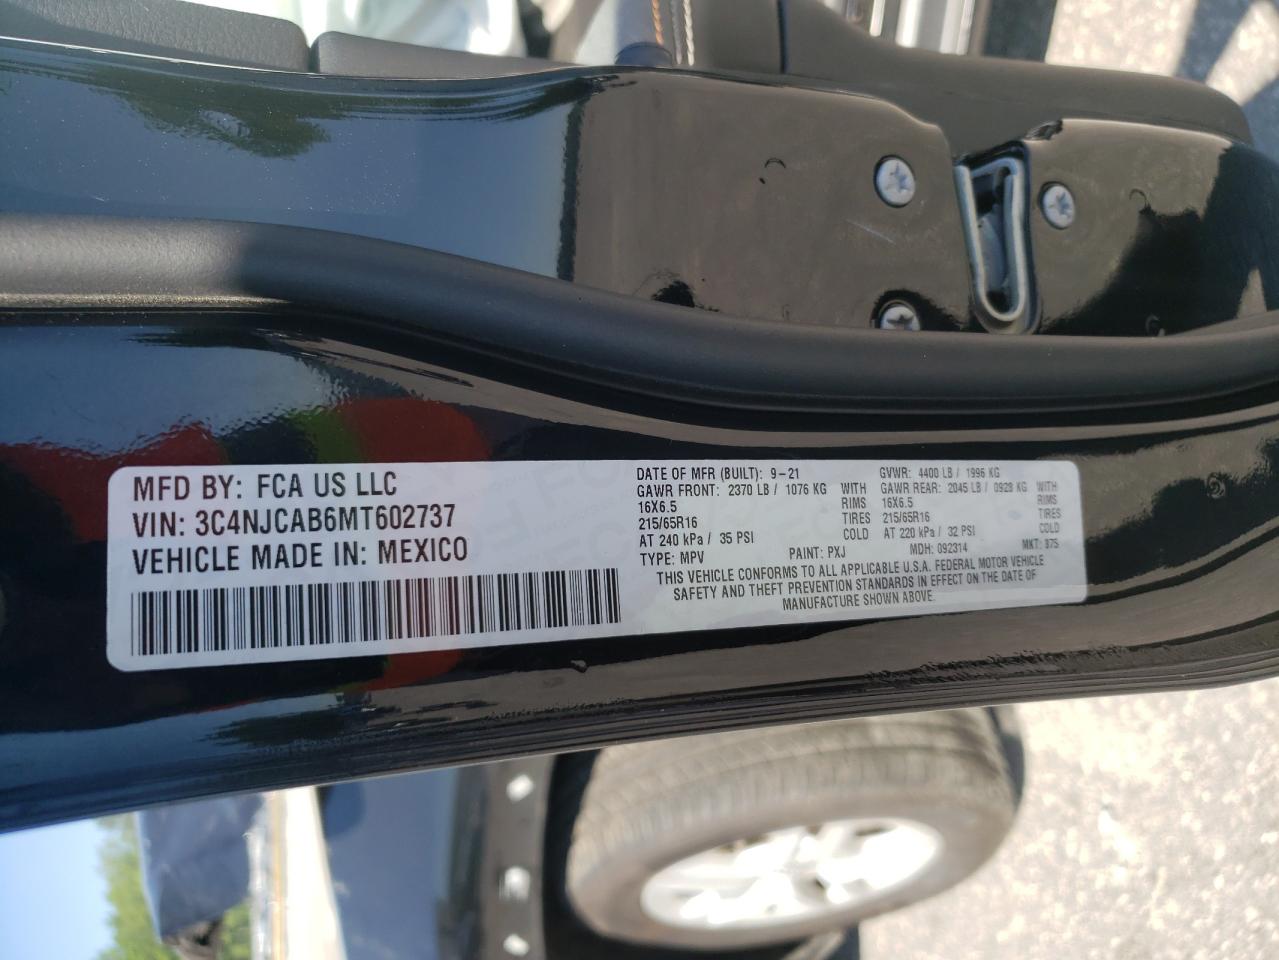 MFD BY: FCA US LLC
VIN: 3C4NJCAB6MT602737
VEHICLE MADE IN: MEXICO
DATE OF MFR (BUILT): 9-21
GVWR: 4400 LB / 1996 KG
GAWR FRONT: 2370 LB / 1076 KG WITH
16X6.5 RIMS
215/65R16 TIRES
AT 240 kPa / 35 PSI COLD
GAWR REAR: 2045 LB / 0928 KG WITH
16X6.5 RIMS
215/65R16 TIRES
AT 220 kPa / 32 PSI COLD
TYPE: MPV PAINT: PXJ MDH: 092314 MKT: 975
THIS VEHICLE CONFORMS TO ALL APPLICABLE U.S.A. FEDERAL MOTOR VEHICLE
SAFETY AND THEFT PREVENTION STANDARDS IN EFFECT ON THE DATE OF
MANUFACTURE SHOWN ABOVE.